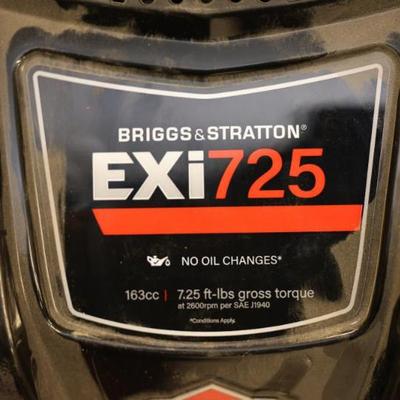 BRIGGS & STRATTON®
EXi725
NO OIL CHANGES*
163cc | 7.25 ft-lbs gross torque
at 2600rpm per SAE J1940
*Conditions Apply.